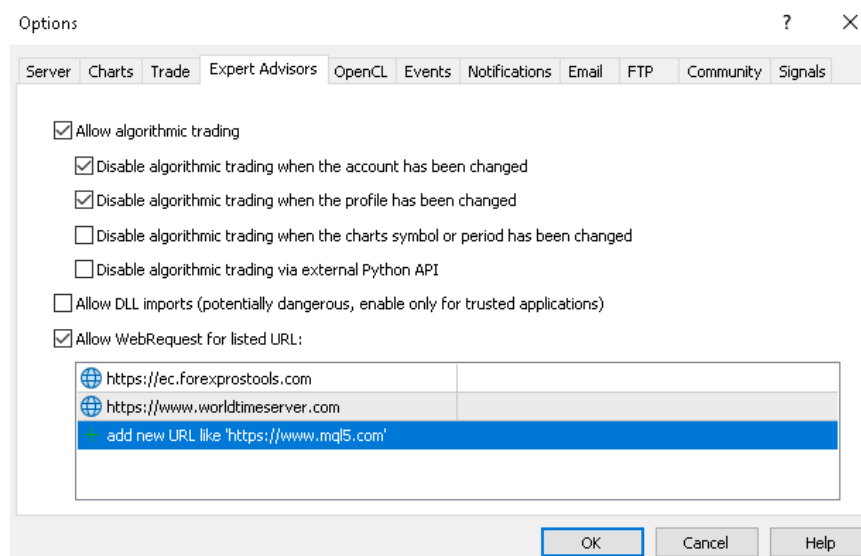 Options ?
Server Charts Trade Expert Advisors OpenCL Events Notifications Email FTP Community Signals
Allow algorithmic trading
Disable algorithmic trading when the account has been changed
Disable algorithmic trading when the profile has been changed
Disable algorithmic trading when the charts symbol or period has been changed
Disable algorithmic trading via external Python API
Allow DLL imports (potentially dangerous, enable only for trusted applications)
Allow WebRequest for listed URL:
https://ec.forexprostools.com
https://www.worldtimeserver.com
add new URL like 'https://www.mql5.com'
OK Cancel Help